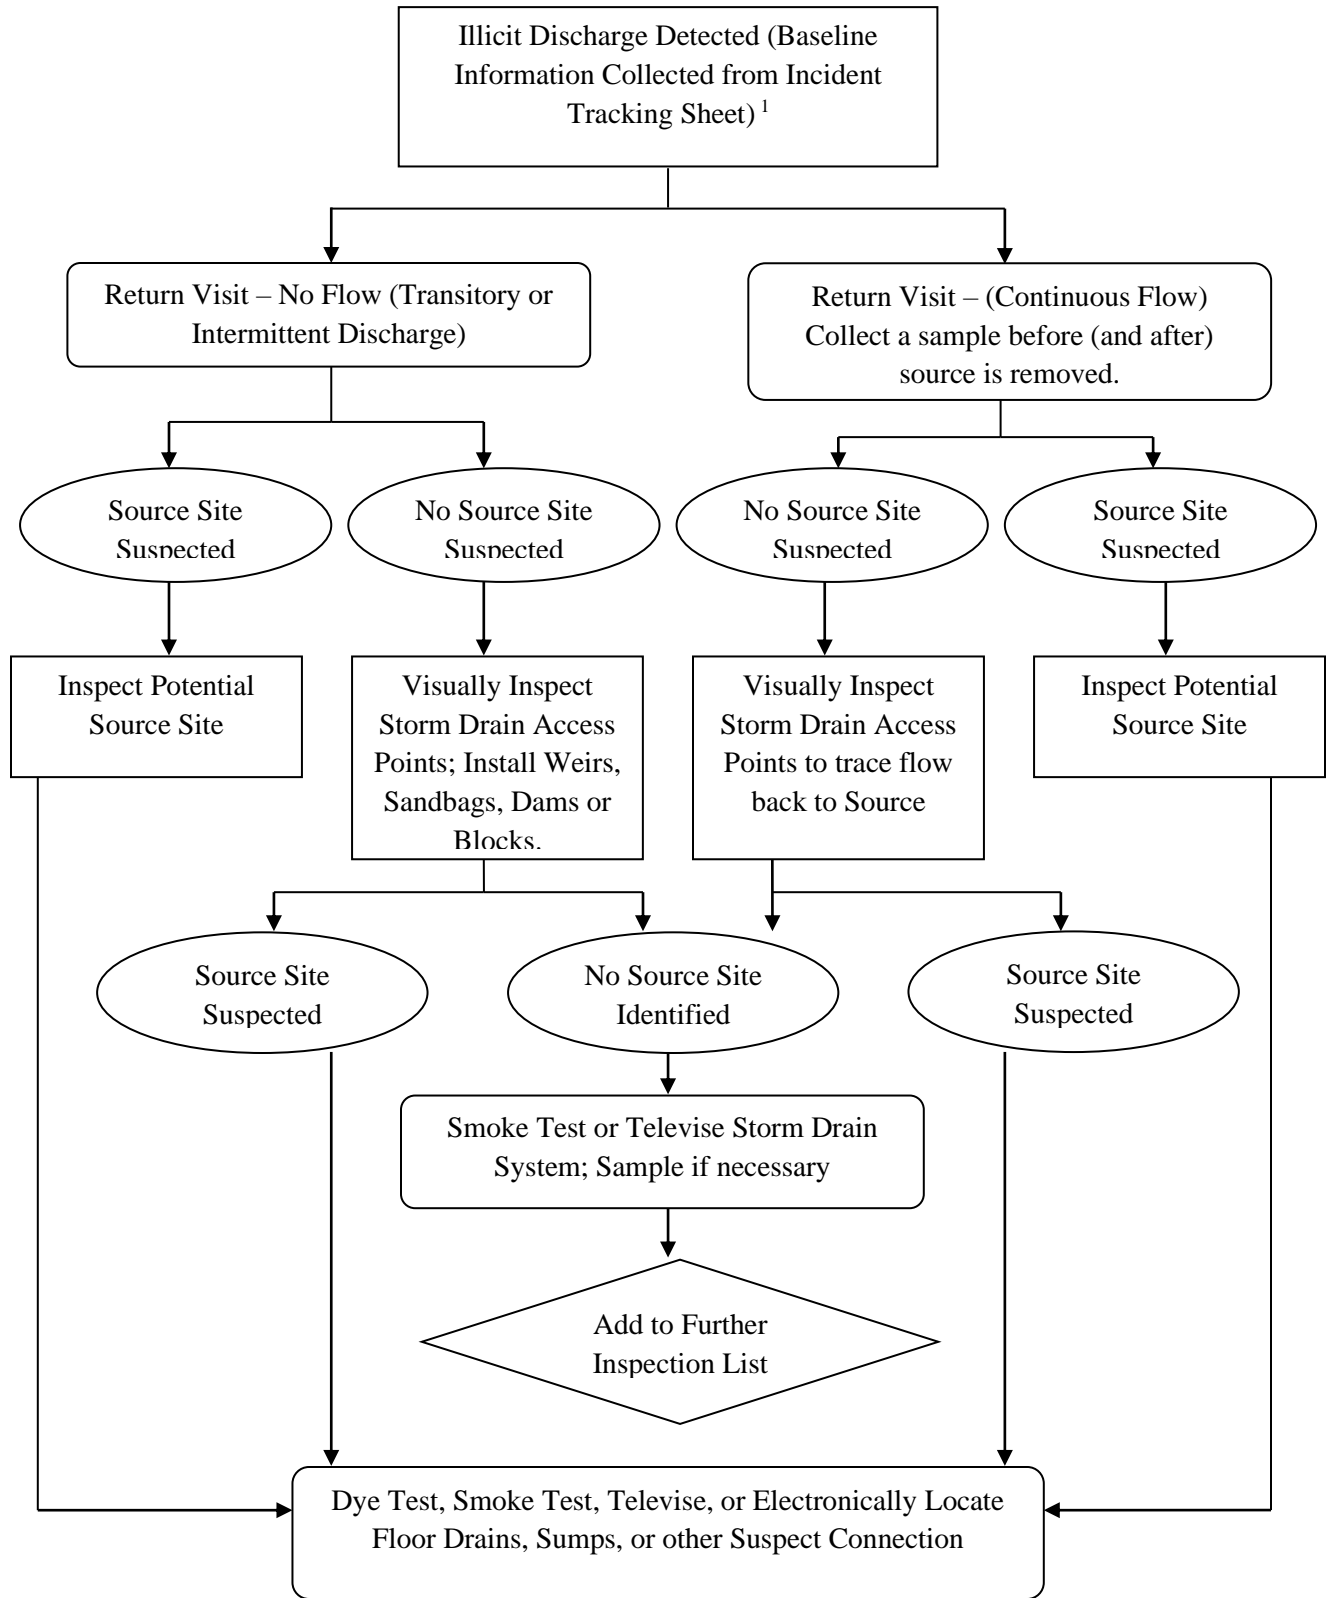 Illicit Discharge Detected (Baseline
Information Collected from Incident
Tracking Sheet) 1
Return Visit – No Flow (Transitory or
Intermittent Discharge)
Return Visit – (Continuous Flow)
Collect a sample before (and after)
source is removed.
Source Site
Suspected
No Source Site
Suspected
No Source Site
Suspected
Source Site
Suspected
Inspect Potential
Source Site
Visually Inspect
Storm Drain Access
Points; Install Weirs,
Sandbags, Dams or
Blocks.
Visually Inspect
Storm Drain Access
Points to trace flow
back to Source
Inspect Potential
Source Site
Source Site
Suspected
No Source Site
Identified
Source Site
Suspected
Smoke Test or Televise Storm Drain
System; Sample if necessary
Add to Further
Inspection List
Dye Test, Smoke Test, Televise, or Electronically Locate
Floor Drains, Sumps, or other Suspect Connection